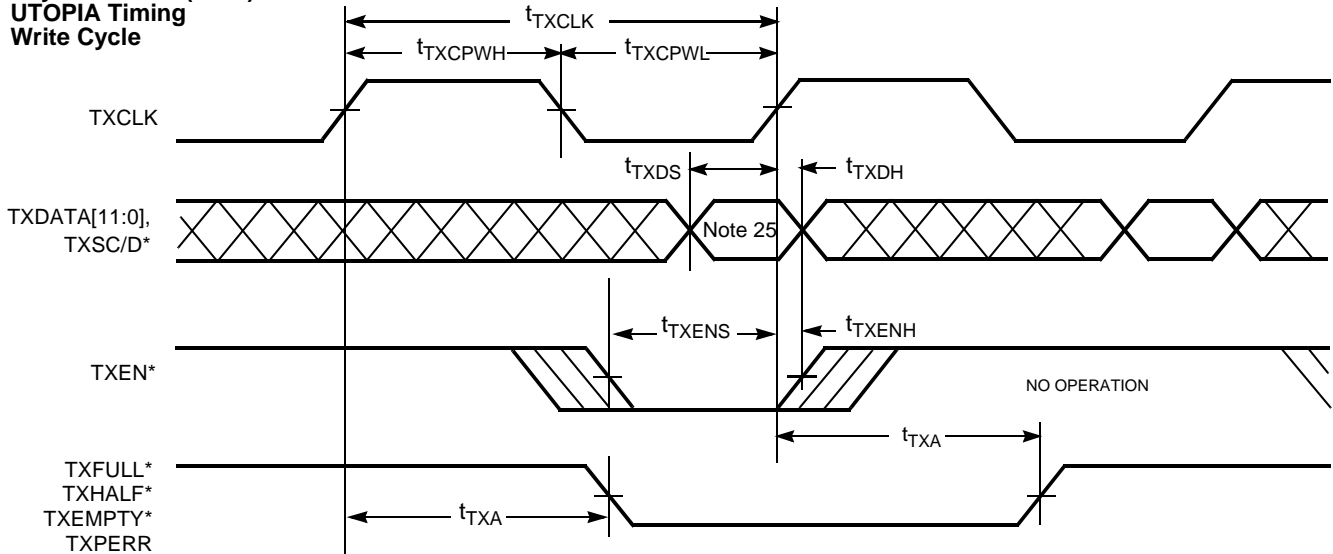 UTOPIA Timing
Write Cycle
tTXCLK
tTXCPWH
tTXCPWL
TXCLK
tTXDS
tTXDH
TXDATA[11:0],
TXSC/D*
Note 25
tTXENS
tTXENH
TXEN*
NO OPERATION
tTXA
TXFULL*
TXHALF*
TXEMPTY*
TXPERR
tTXA